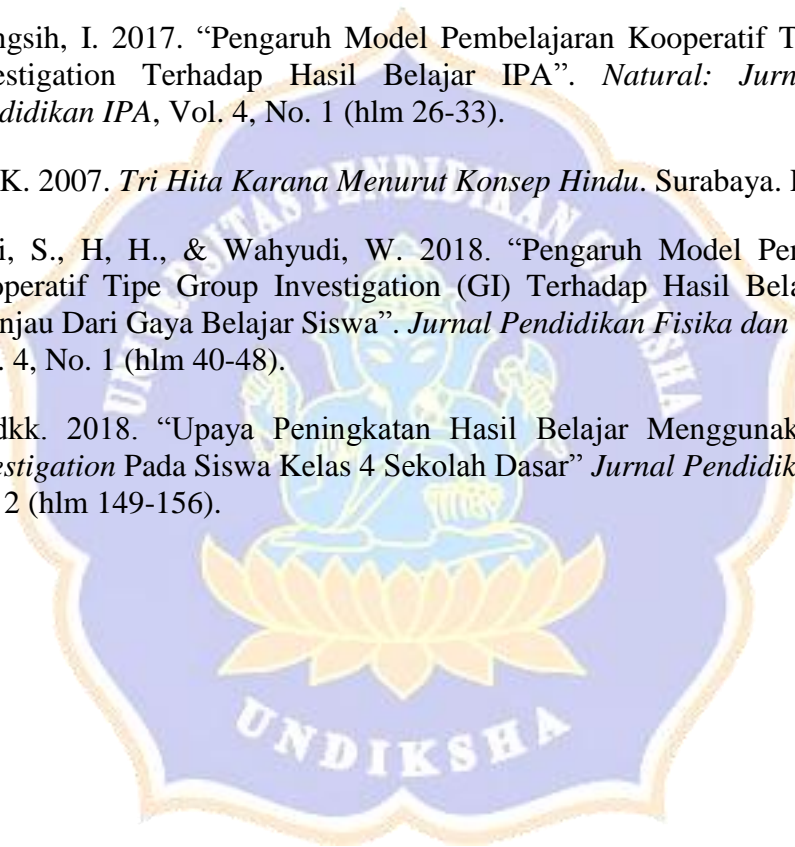 ngsih, I. 2017. “Pengaruh Model Pembelajaran Kooperatif T
estigation Terhadap Hasil Belajar IPA”. Natural: Jurn
didikan IPA, Vol. 4, No. 1 (hlm 26-33).
K. 2007. Tri Hita Karana Menurut Konsep Hindu. Surabaya.
i, S., H, H., & Wahyudi, W. 2018. “Pengaruh Model Pem
operatif Tipe Group Investigation (GI) Terhadap Hasil Bela
njau Dari Gaya Belajar Siswa”. Jurnal Pendidikan Fisika dan
. 4, No. 1 (hlm 40-48).
dkk. 2018. “Upaya Peningkatan Hasil Belajar Menggunak
estigation Pada Siswa Kelas 4 Sekolah Dasar” Jurnal Pendidik
2 (hlm 149-156).
UNIVERSITAS PENDIDIKAN GANESHA
UNDIKSHA